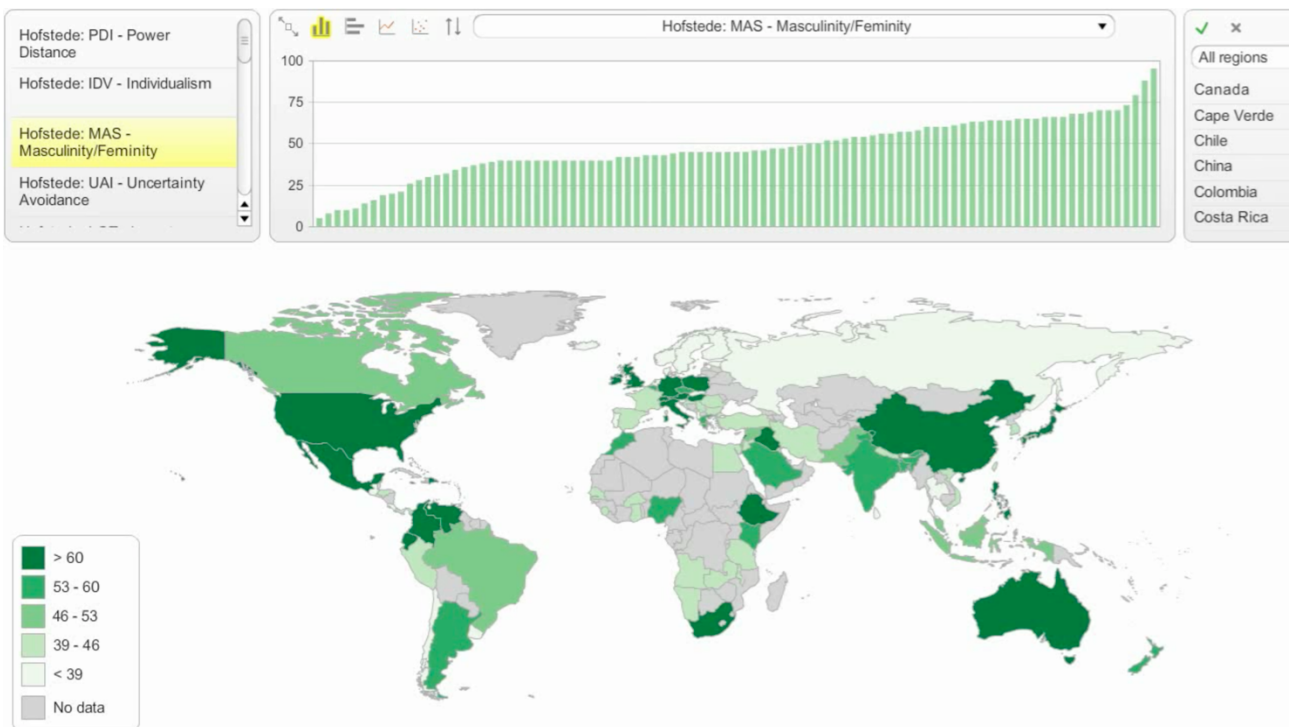 Hofstede: PDI - Power
Distance
Hofstede: IDV - Individualism
Hofstede: MAS -
Masculinity/Feminity
Hofstede: UAI - Uncertainty
Avoidance
Hofstede: MAS - Masculinity/Feminity
100
75
50
25
0
All regions
Canada
Cape Verde
Chile
China
Colombia
Costa Rica
> 60
53 - 60
46 - 53
39 - 46
< 39
No data